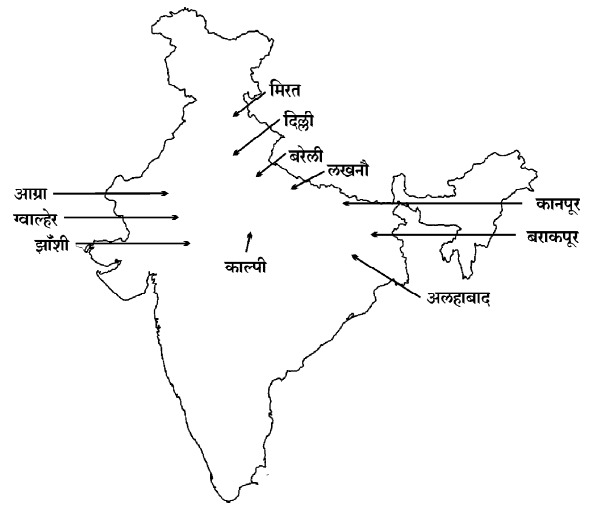 मिरत
दिल्ली
बरेली
लखनौ
आग्रा
कानपूर
ग्वाल्हेर
बराकपूर
झाँशी
काल्पी
अलहाबाद